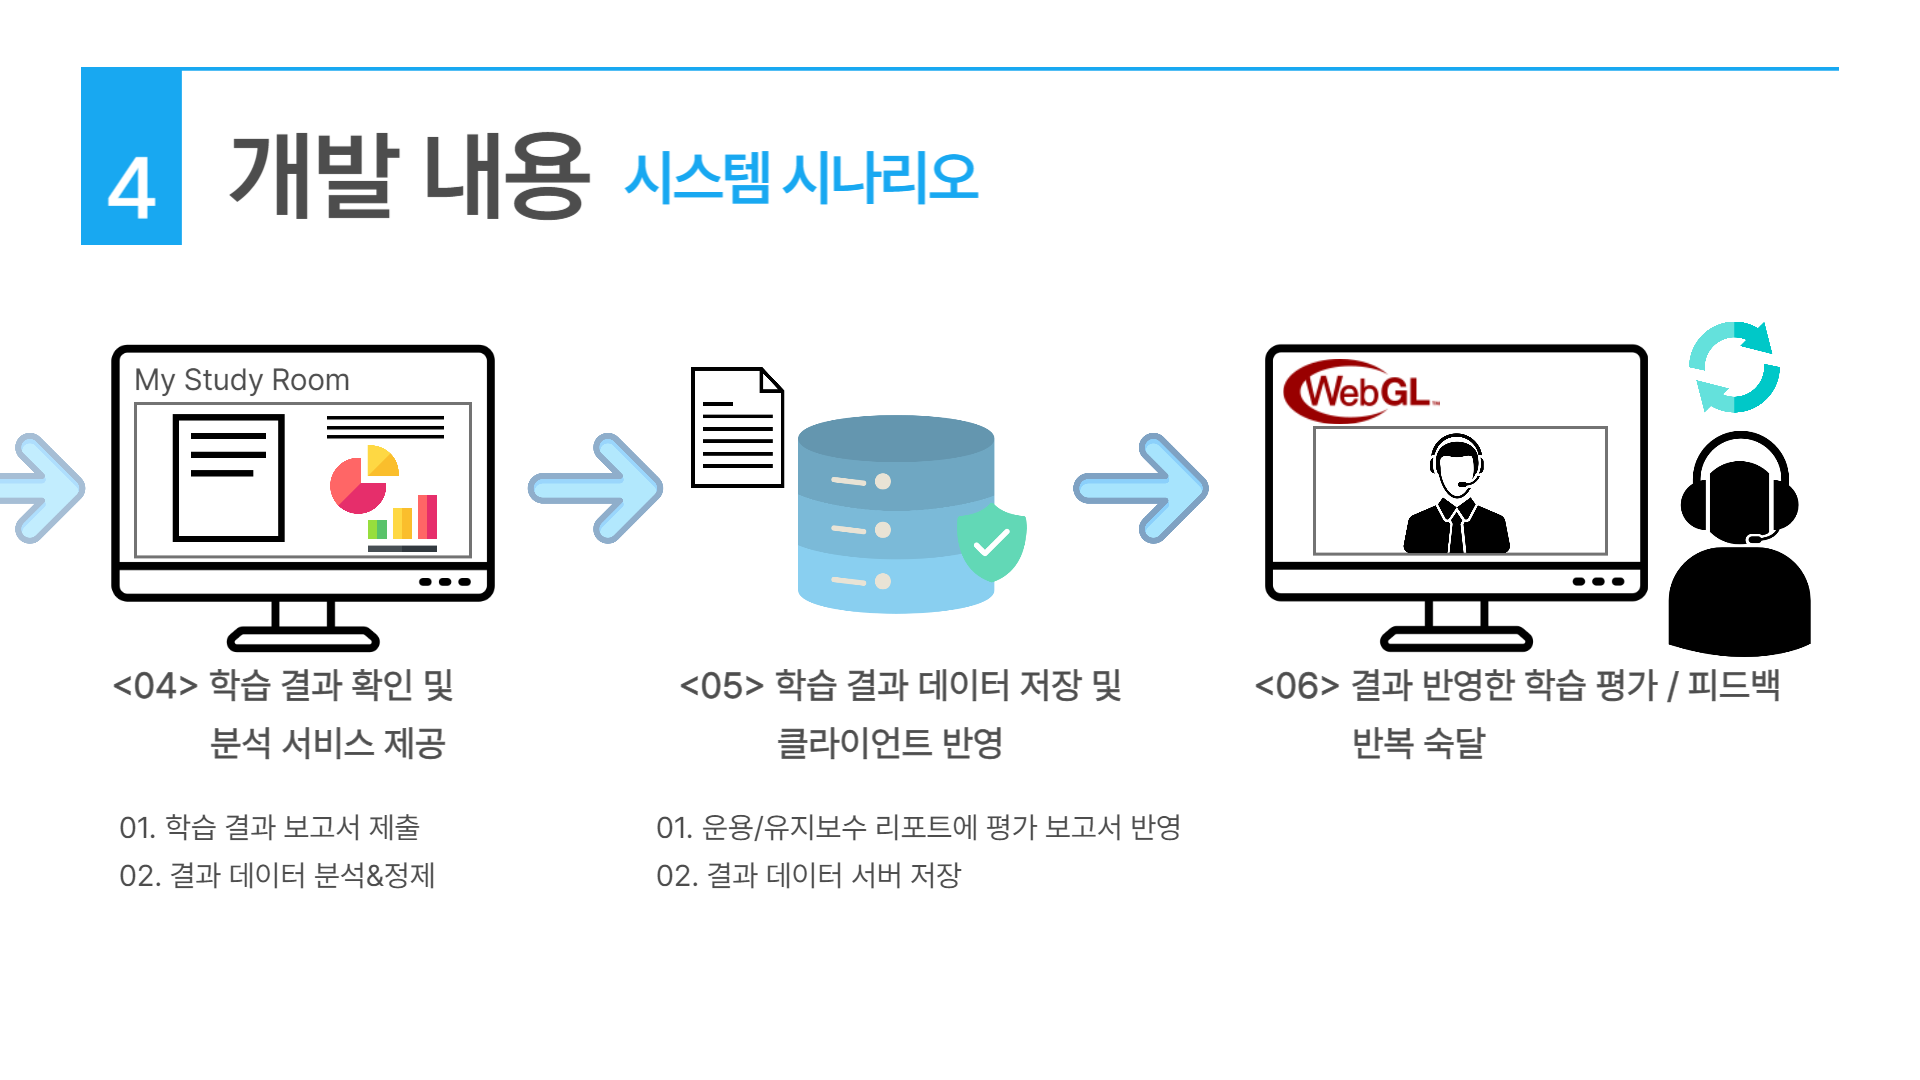 4
개발 내용 시스템 시나리오
My Study Room
WebGL™
<04> 학습 결과 확인 및
분석 서비스 제공
01. 학습 결과 보고서 제출
02. 결과 데이터 분석&정제
<05> 학습 결과 데이터 저장 및
클라이언트 반영
01. 운용/유지보수 리포트에 평가 보고서 반영
02. 결과 데이터 서버 저장
<06> 결과 반영한 학습 평가 / 피드백
반복 숙달